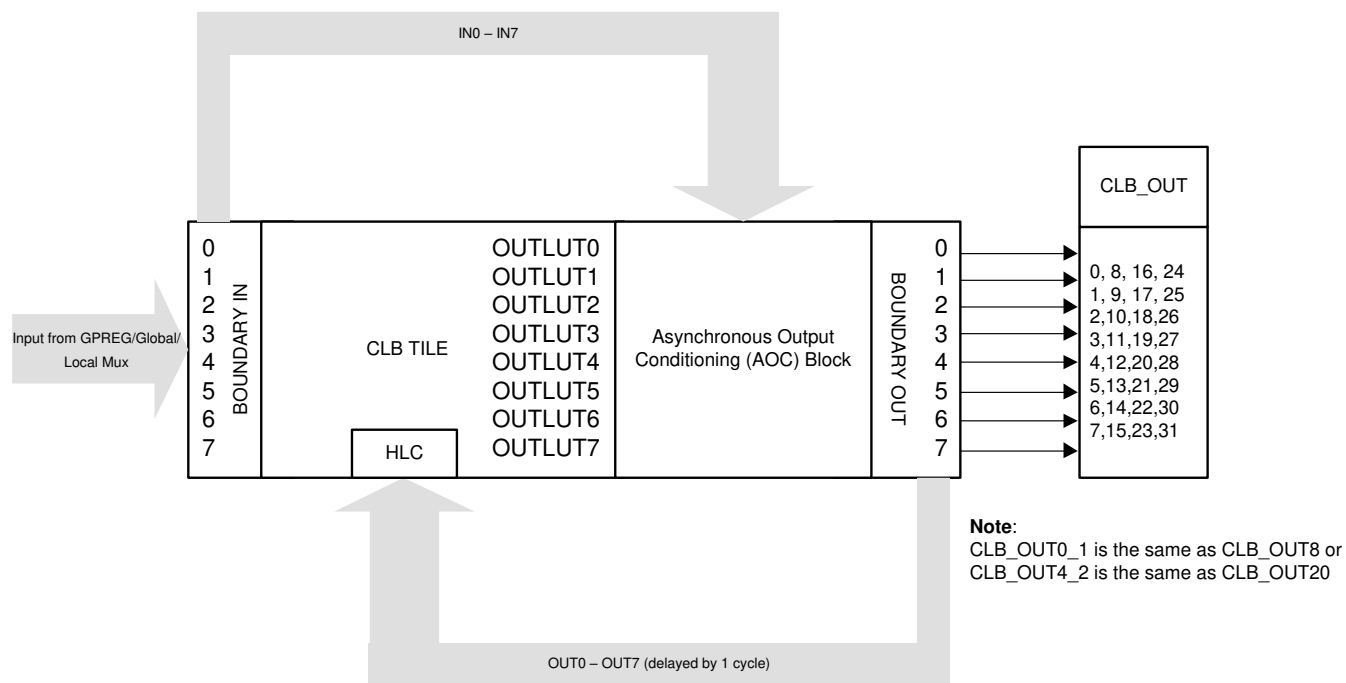 IN0 – IN7
CLB_OUT
Input from GPREG/Global/
Local Mux
BOUNDARY IN
0
1
2
3
4
5
6
7
CLB TILE
HLC
OUTLUT0
OUTLUT1
OUTLUT2
OUTLUT3
OUTLUT4
OUTLUT5
OUTLUT6
OUTLUT7
Asynchronous Output
Conditioning (AOC) Block
BOUNDARY OUT
0
1
2
3
4
5
6
7
0, 8, 16, 24
1, 9, 17, 25
2,10,18,26
3,11,19,27
4,12,20,28
5,13,21,29
6,14,22,30
7,15,23,31
Note:
CLB_OUT0_1 is the same as CLB_OUT8 or
CLB_OUT4_2 is the same as CLB_OUT20
OUT0 – OUT7 (delayed by 1 cycle)